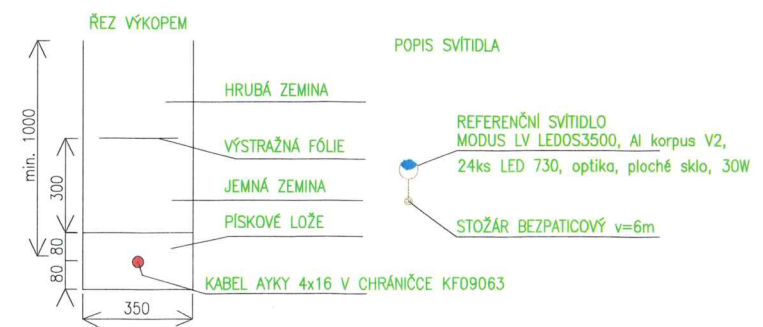 ŘEZ VÝKOPEM
min. 1000
300
80
80
350
HRUBÁ ZEMINA
VÝSTRAŽNÁ FÓLIE
JEMNÁ ZEMINA
PÍSKOVÉ LOŽE
KABEL AYKY 4x16 V CHRÁNIČCE KF09063
POPIS SVÍTIDLA
REFERENČNÍ SVÍTIDLO
MODUS LV LEDOS3500, Al korpus V2,
24ks LED 730, optika, ploché sklo, 30W
STOŽÁR BEZPATICOVÝ v=6m